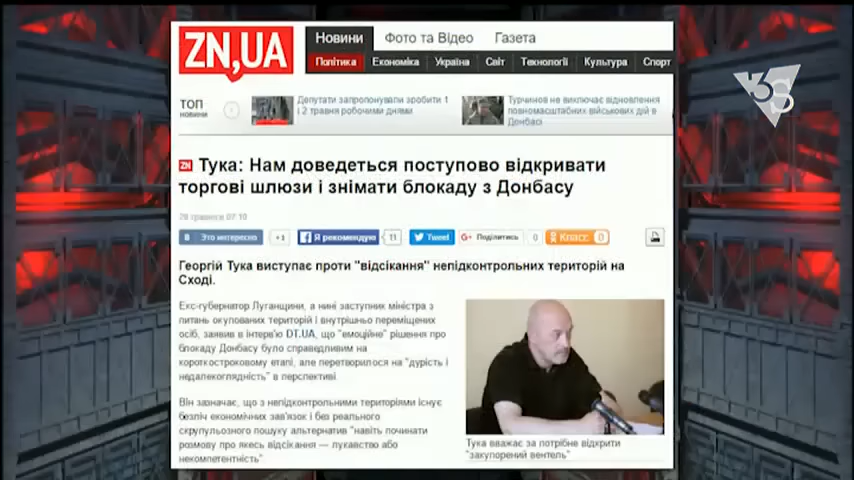 ZN,UA
Новини Фото та Відео Газета
Політика Економіка Україна Світ Технології Культура Спорт
ТОП
новини
Депутати запропонували зробити 1
і 2 травня робочими днями
Турчинов не виключає відновлення
повномасштабних військових дій в
Донбасі
ZN Тука: Нам доведеться поступово відкривати
торгові шлюзи і знімати блокаду з Донбасу
травня 07:10
В Это интересно +1 Я рекомендую 11 Tweet G+ Поділитись 0 Класс 0
Георгій Тука виступає проти "відсікання" непідконтрольних територій на
Сході.
Екс-губернатор Луганщини, а нині заступник міністра з
питань окупованих територій і внутрішньо переміщених
осіб, заявив в інтерв'ю DT.UA, що "емоційне" рішення про
блокаду Донбасу було справедливим на
короткостроковому етапі, але перетворилося на "дурість і
недалекоглядність" в перспективі.
Він зазначає, що з непідконтрольними територіями існує
безліч економічних зав'язок і без реального
скрупульозного пошуку альтернатив "навіть починати
розмову про якесь відсікання — лукавство або
некомпетентність"
Тука вважає за потрібне відкрити
"закупорений вентель"